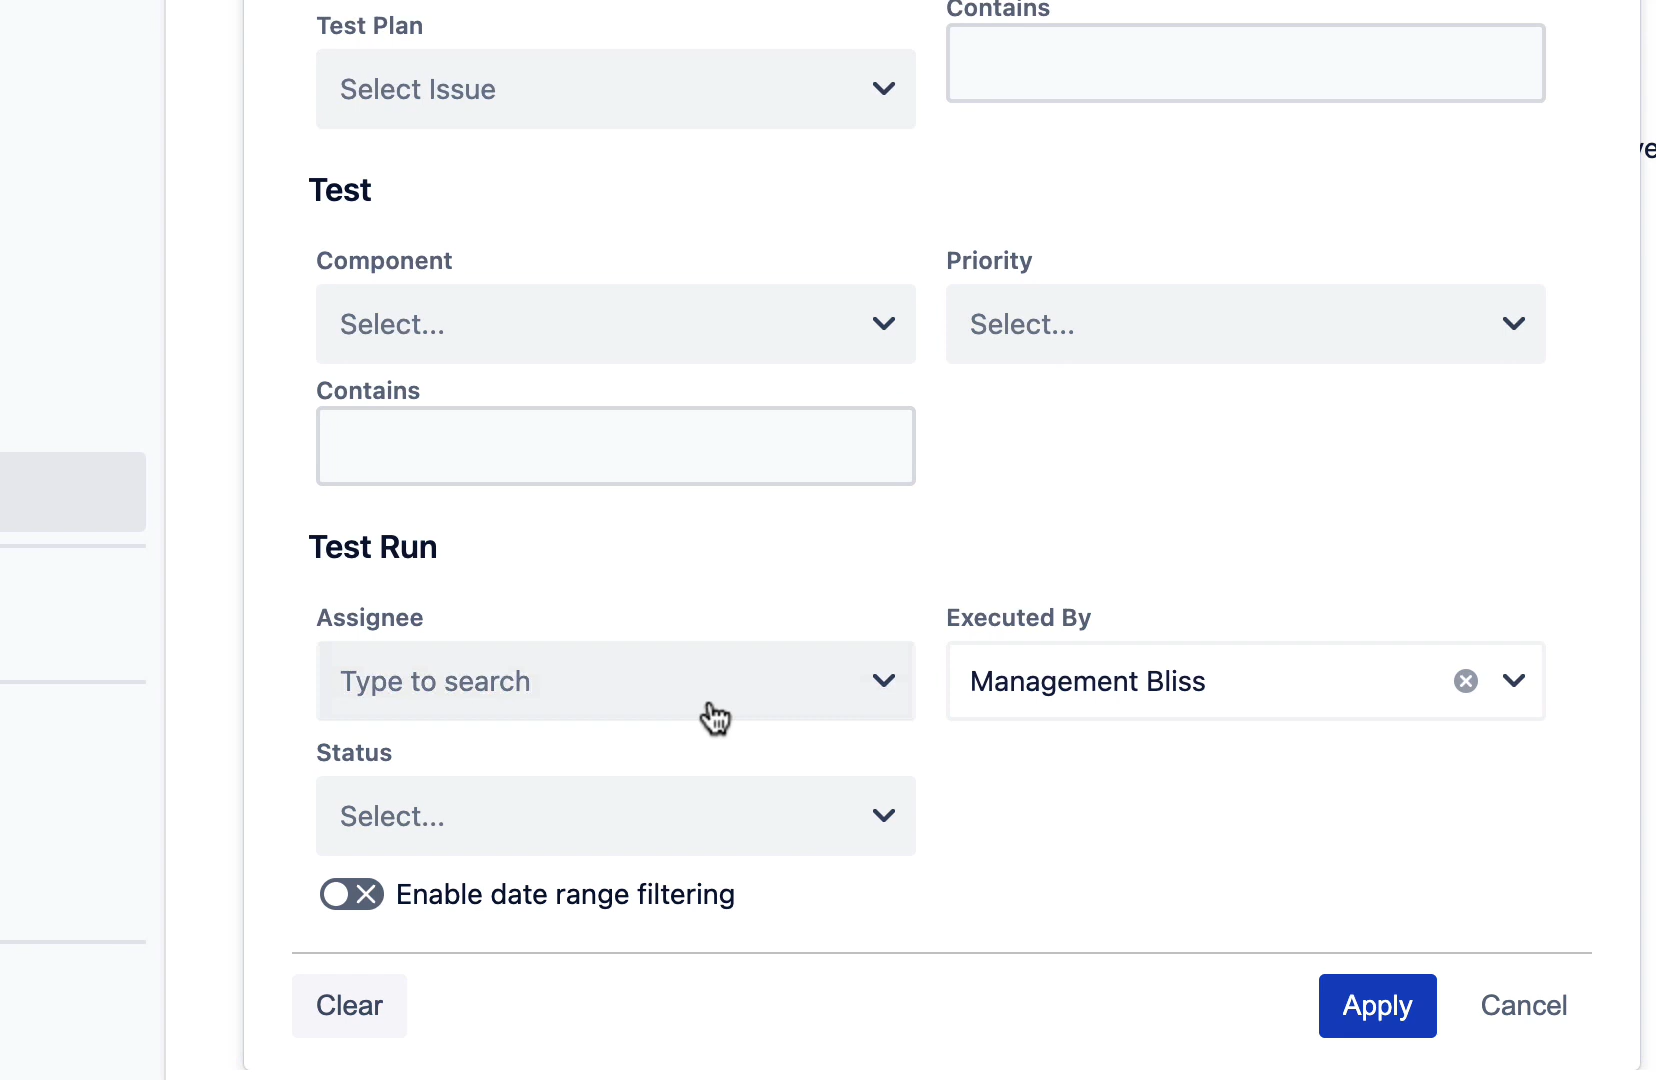 Test Plan
Contains
Select Issue
Test
Component
Priority
Select...
Select...
Contains
Test Run
Assignee
Executed By
Type to search
Management Bliss
Status
Select...
Enable date range filtering
Clear
Apply
Cancel